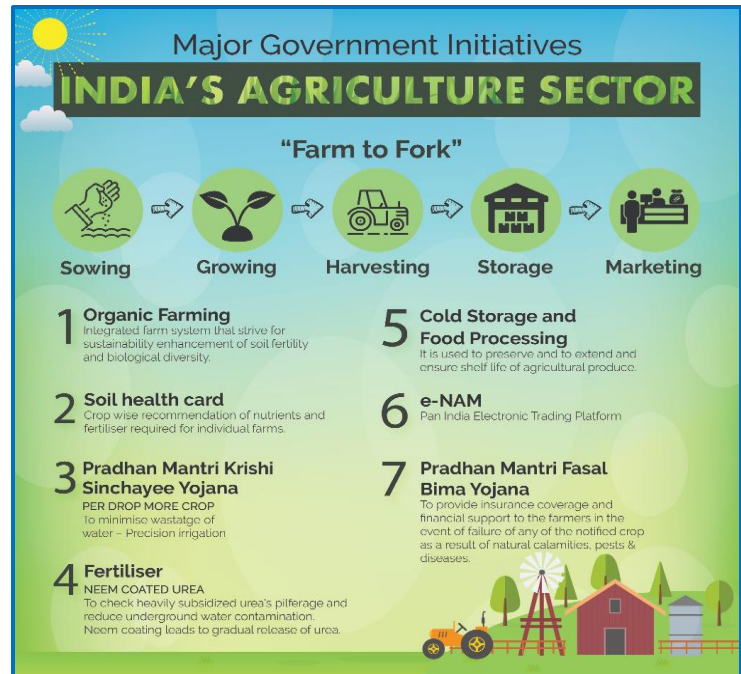 Major Government Initiatives
INDIA'S AGRICULTURE SECTOR
“Farm to Fork”
Sowing
Growing
Harvesting
Storage
Marketing
1 Organic Farming
Integrated farm system that strive for
sustainability enhancement of soil fertility
and biological diversity.
2 Soil health card
Crop wise recommendation of nutrients and
fertiliser required for individual farms.
3 Pradhan Mantri Krishi
Sinchayee Yojana
PER DROP MORE CROP
To minimise wastatge of
water – Precision irrigation
4 Fertiliser
NEEM COATED UREA
To check heavily subsidized urea's pilferage and
reduce underground water contamination.
Neem coating leads to gradual release of urea.
5 Cold Storage and
Food Processing
It is used to preserve and to extend and
ensure shelf life of agricultural produce.
6 e-NAM
Pan India Electronic Trading Platform
7 Pradhan Mantri Fasal
Bima Yojana
To provide insurance coverage and
financial support to the farmers in the
event of failure of any of the notified crop
as a result of natural calamities, pests &
diseases.